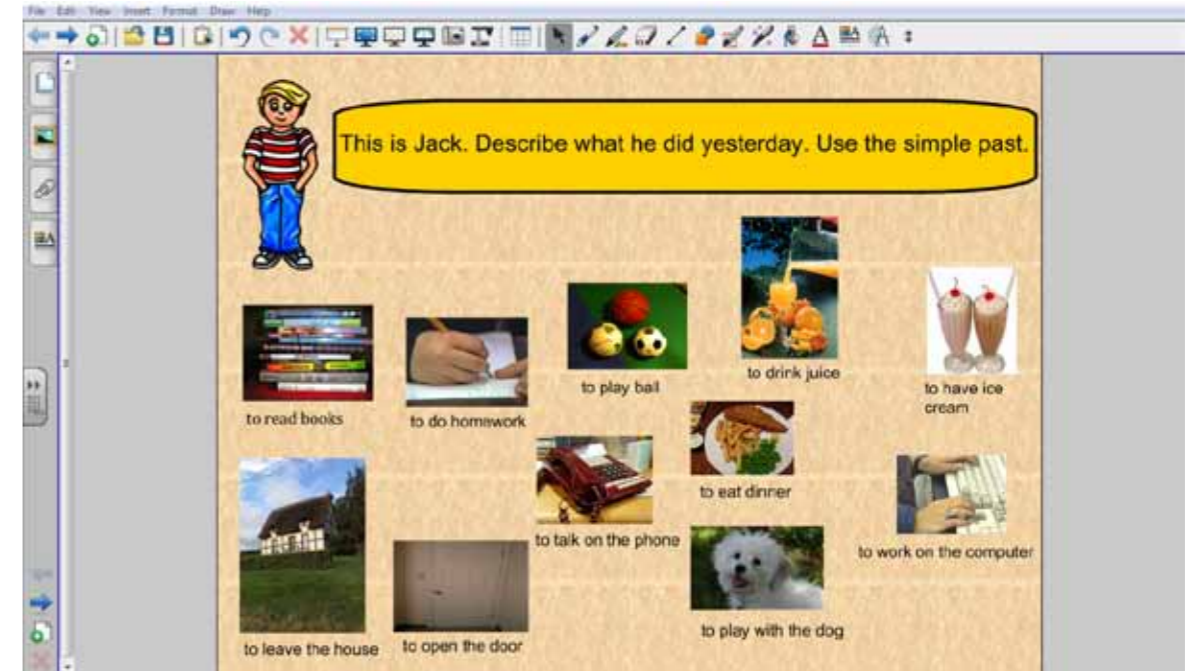 File Edit View Insert Format Draw Help
This is Jack. Describe what he did yesterday. Use the simple past.
to drink juice
to play ball
to have ice
cream
to read books
to do homework
to eat dinner
to talk on the phone
to work on the computer
to play with the dog
to leave the house
to open the door